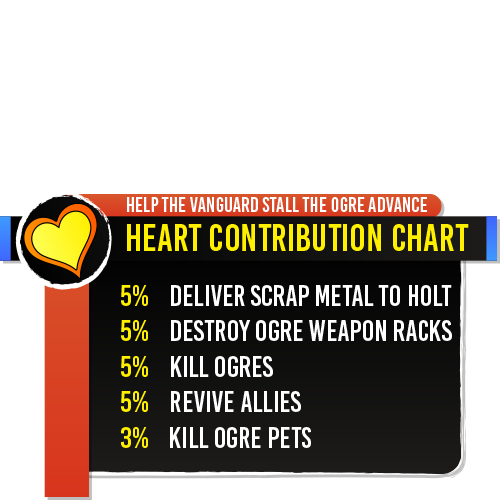 HELP THE VANGUARD STALL THE OGRE ADVANCE
HEART CONTRIBUTION CHART
5% DELIVER SCRAP METAL TO HOLT
5% DESTROY OGRE WEAPON RACKS
5% KILL OGRES
5% REVIVE ALLIES
3% KILL OGRE PETS